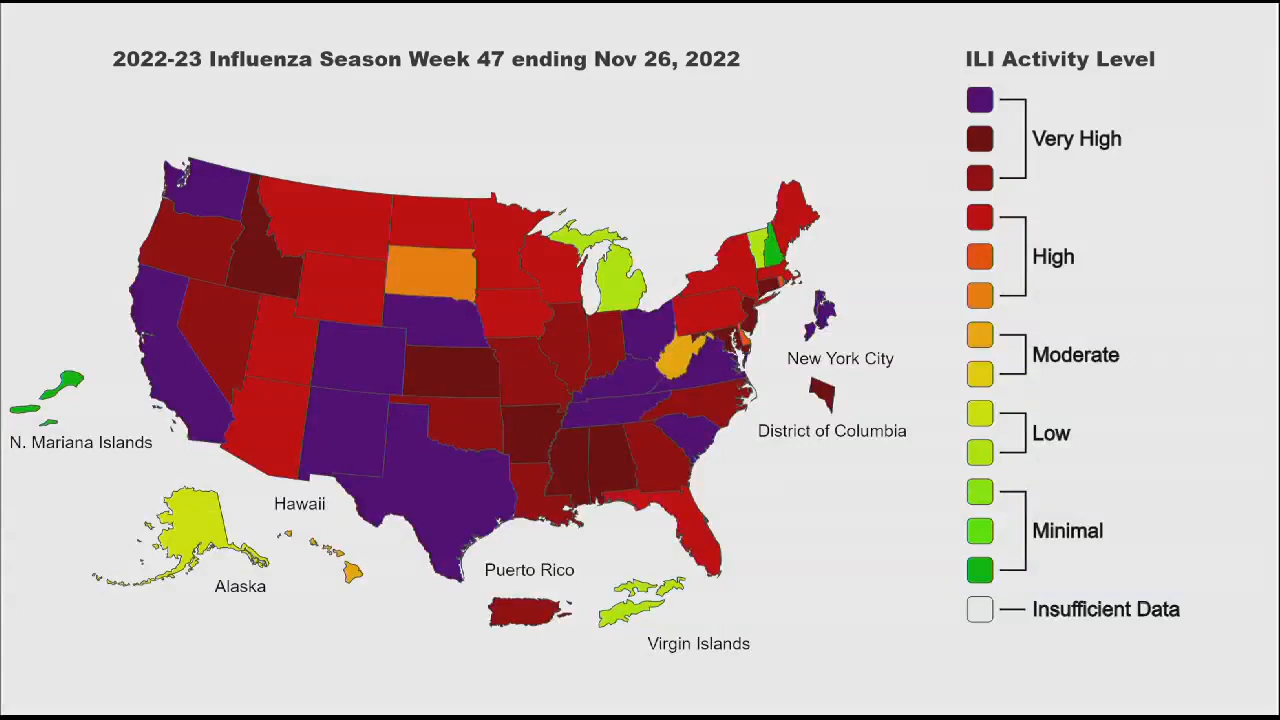 2022-23 Influenza Season Week 47 ending Nov 26, 2022
ILI Activity Level
Very High
High
Moderate
Low
Minimal
Insufficient Data
New York City
District of Columbia
N. Mariana Islands
Hawaii
Alaska
Puerto Rico
Virgin Islands